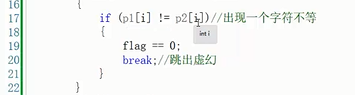 16 {
17 if (p1[i] != p2[i])//出现一个字符不等
18 {
int i
19 flag == 0;
20 break;//跳出虚幻
21 }
22 }